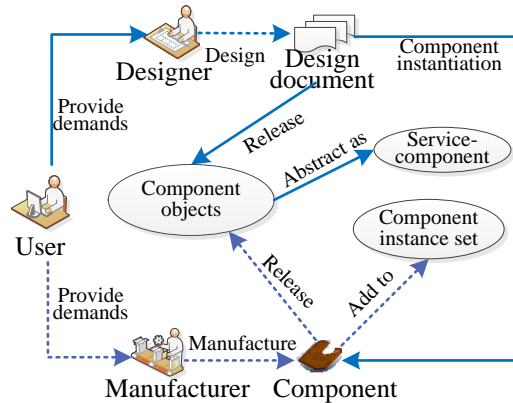 Designer
Design
Design
document
Component
instantiation
Provide
demands
Release
Abstract as
Service-
component
Component
objects
Component
instance set
User
Release
Add to
Provide
demands
Manufacture
Manufacturer
Component